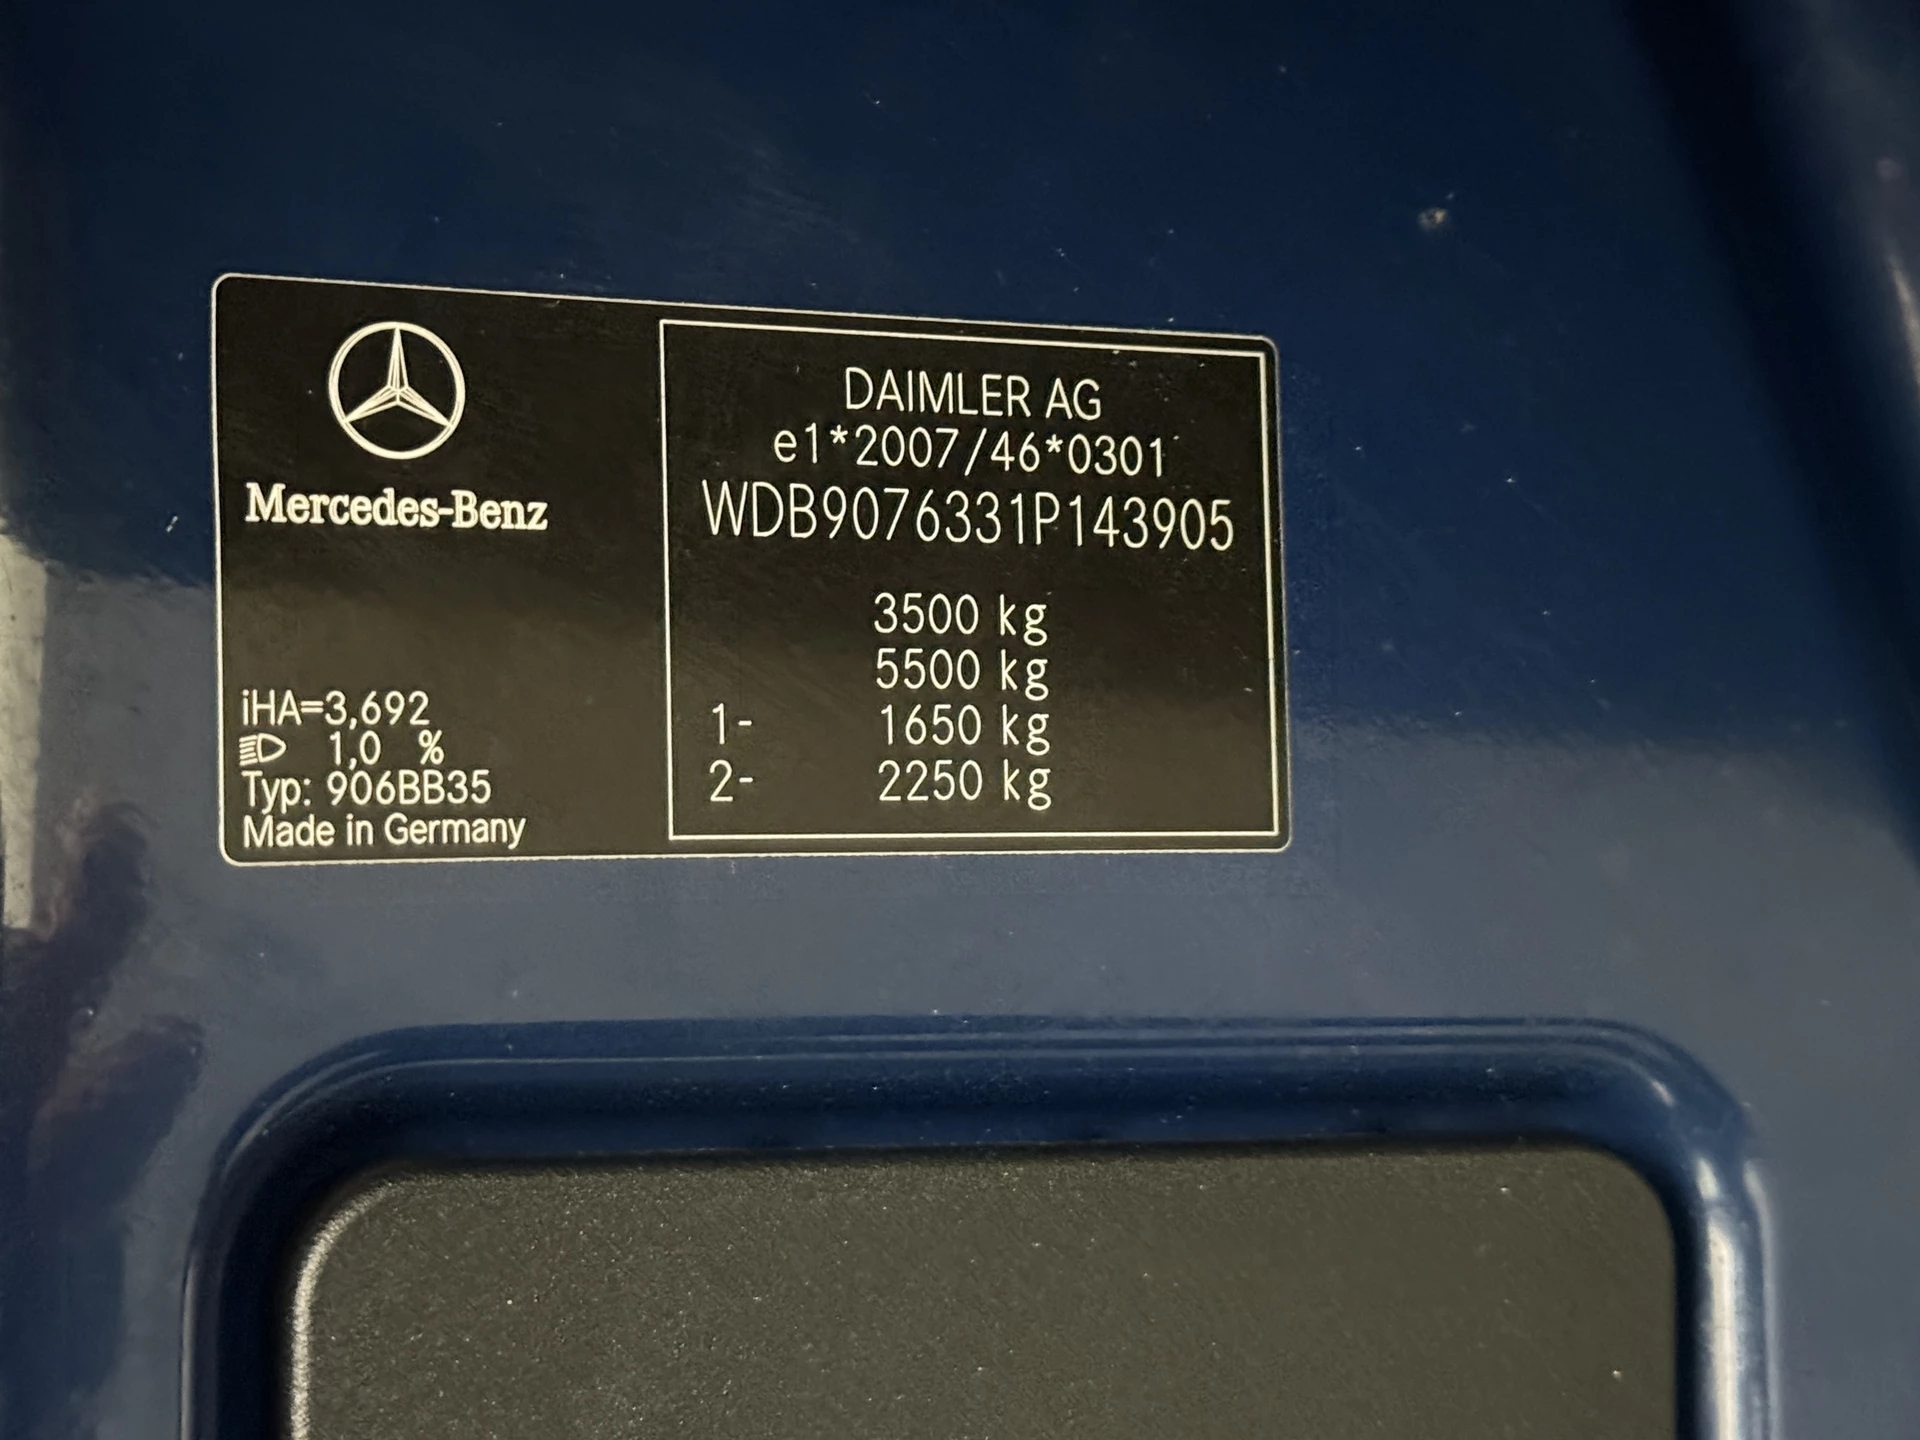 Mercedes-Benz
iHA=3,692
1,0 %
Typ: 906BB35
Made in Germany
DAIMLER AG
e1*2007/46*0301
WDB9076331P143905
3500 kg
5500 kg
1- 1650 kg
2- 2250 kg